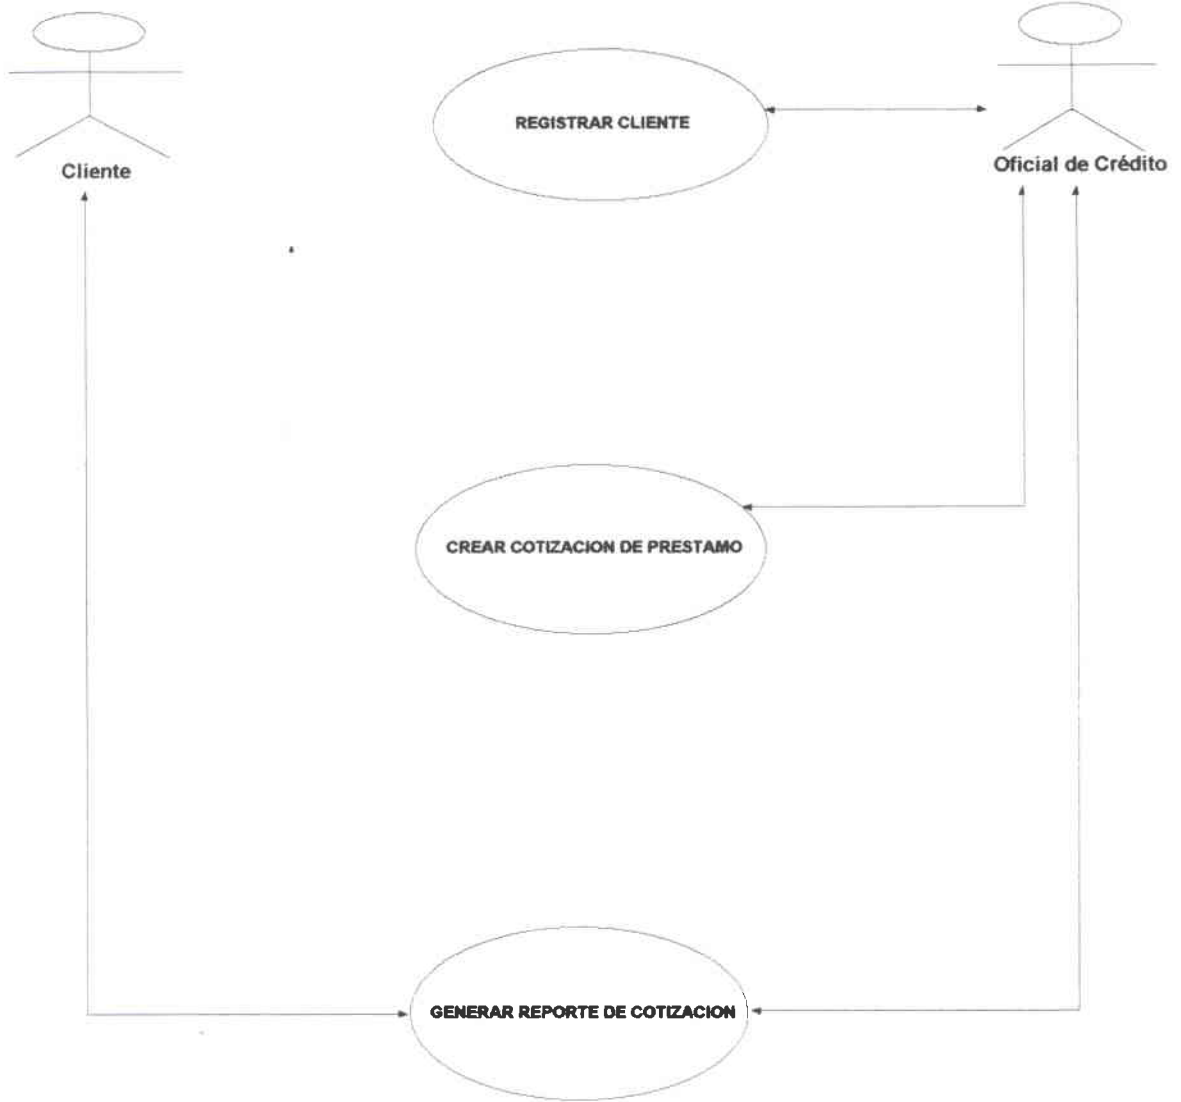 REGISTRAR CLIENTE
Cliente
Oficial de Crédito
CREAR COTIZACION DE PRESTAMO
GENERAR REPORTE DE COTIZACION